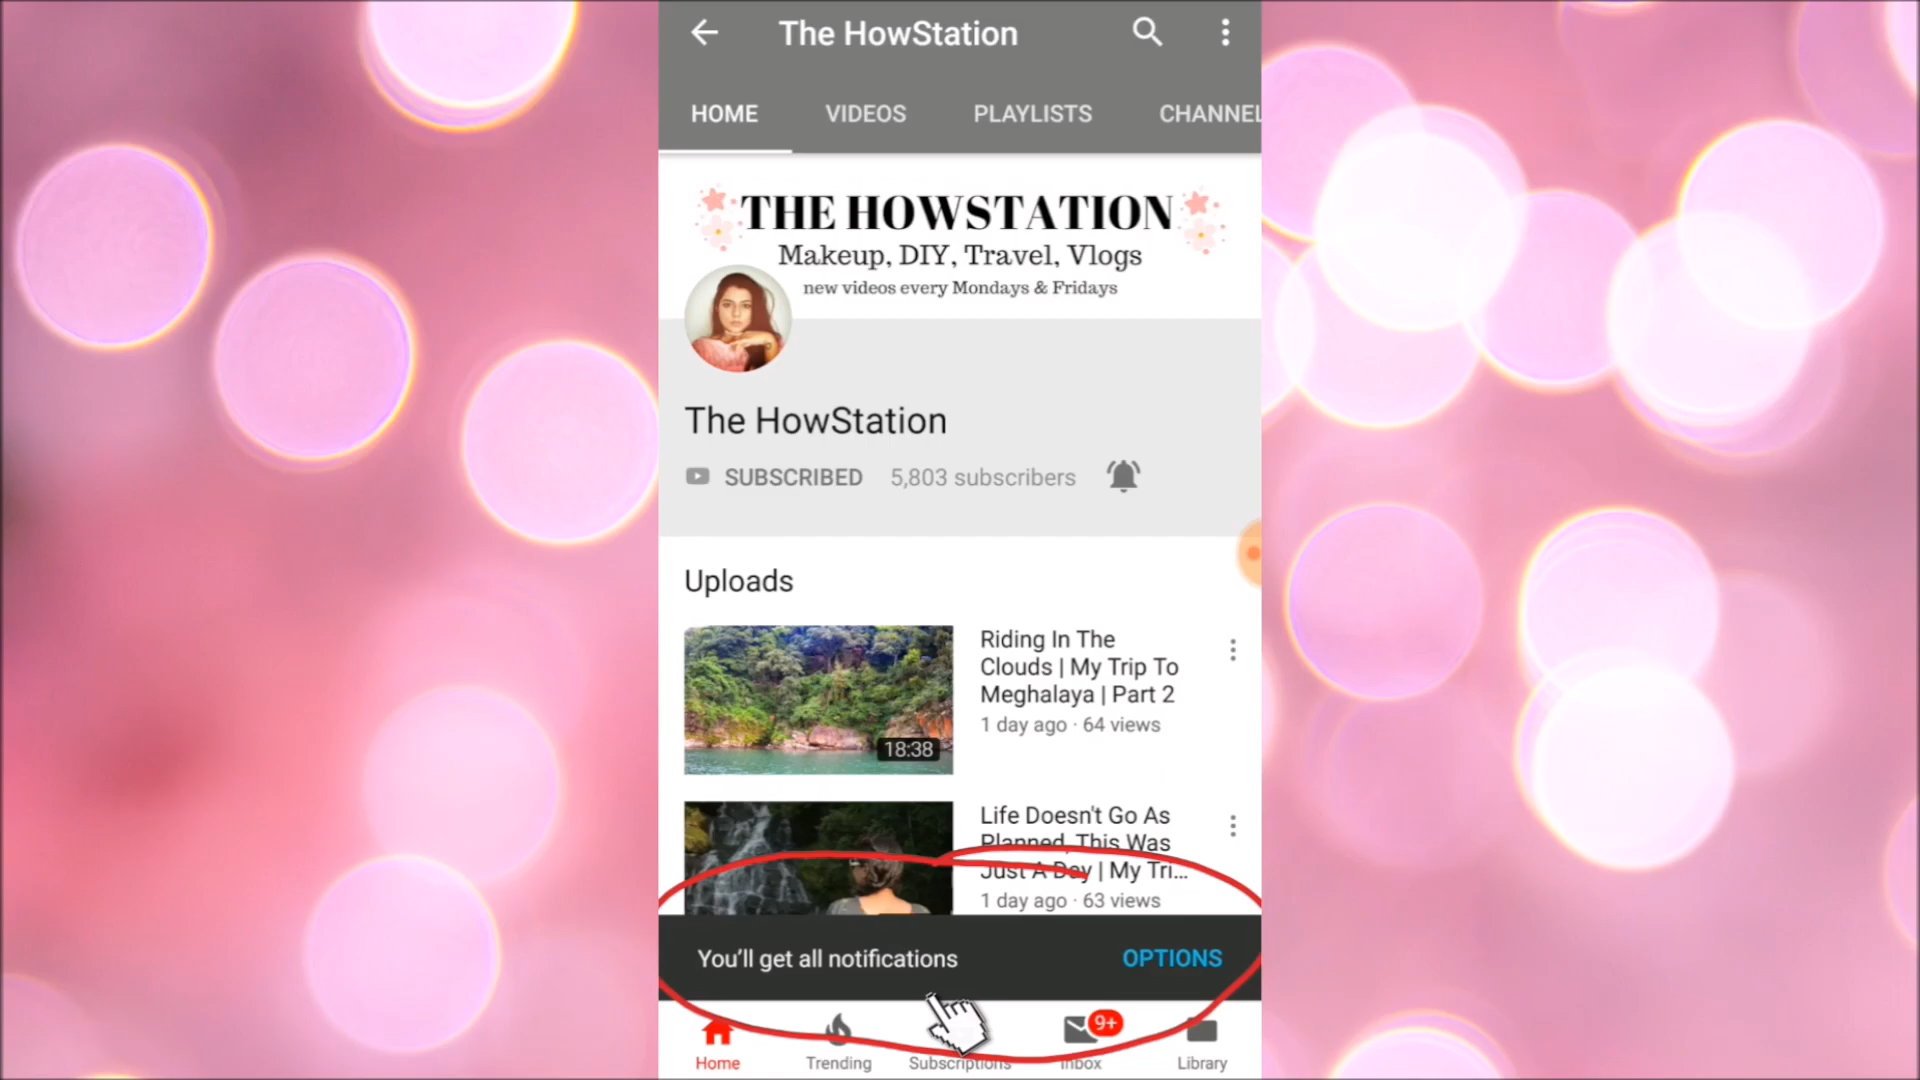 The HowStation
HOME VIDEOS PLAYLISTS CHANNEL
THE HOWSTATION
Makeup, DIY, Travel, Vlogs
new videos every Mondays & Fridays
The HowStation
SUBSCRIBED 5,803 subscribers
Uploads
Riding In The
Clouds | My Trip To
Meghalaya | Part 2
1 day ago · 64 views
18:38
Life Doesn't Go As
Planned, This Was
Just A Day | My Tri...
1 day ago · 63 views
You'll get all notifications OPTIONS
9+
Home Trending Subscriptions Inbox Library